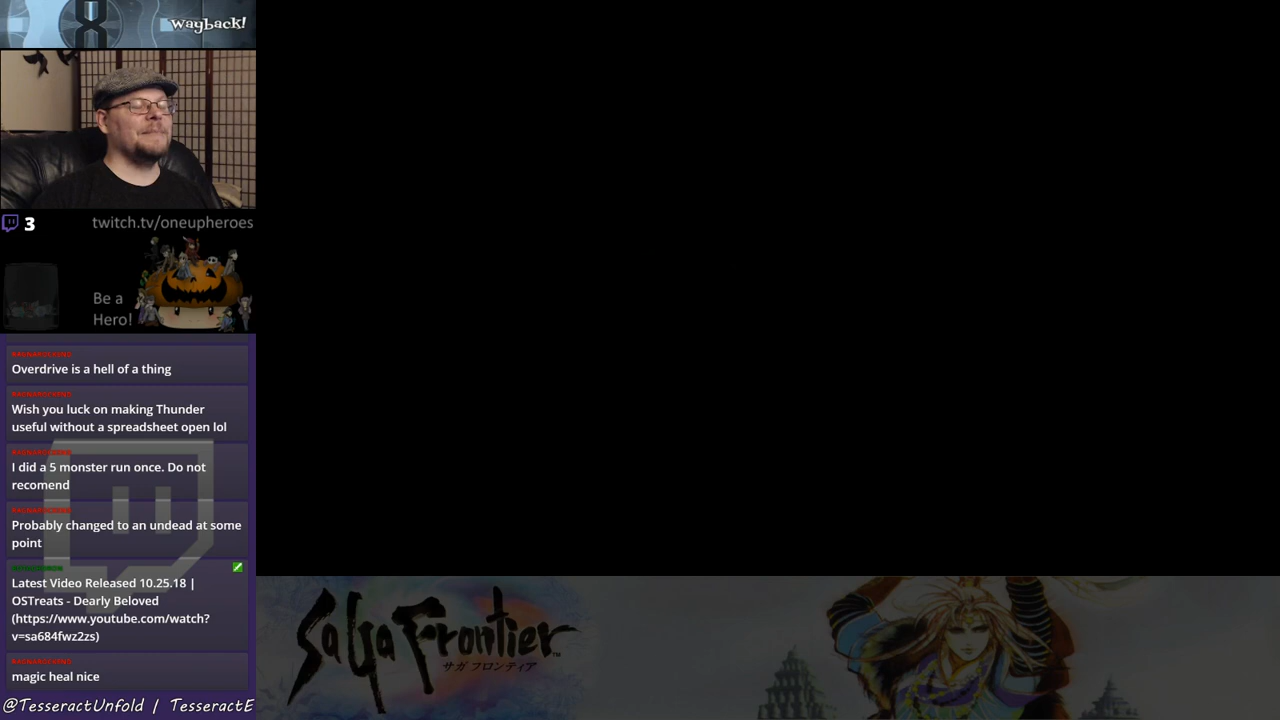 wayback!
3
twitch.tv/oneupheroes
Be a
Hero!
Overdrive is a hell of a thing
Wish you luck on making Thunder
useful without a spreadsheet open lol
I did a 5 monster run once. Do not
recomend
Probably changed to an undead at some
point
Latest Video Released 10.25.18 |
OSTreats - Dearly Beloved
(https://www.youtube.com/watch?
v=sa684fwz2zs)
magic heal nice
@TesseractUnfold | TesseractE
SaGa Frontier™
サガ フロンティア